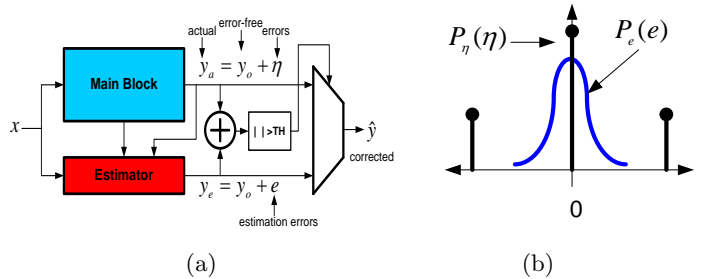 actual
error-free
errors
y_a = y_o + η
Main Block
x
| |>TH
ŷ
corrected
Estimator
y_e = y_o + e
estimation errors
(a)
P_η(η)
P_e(e)
0
(b)